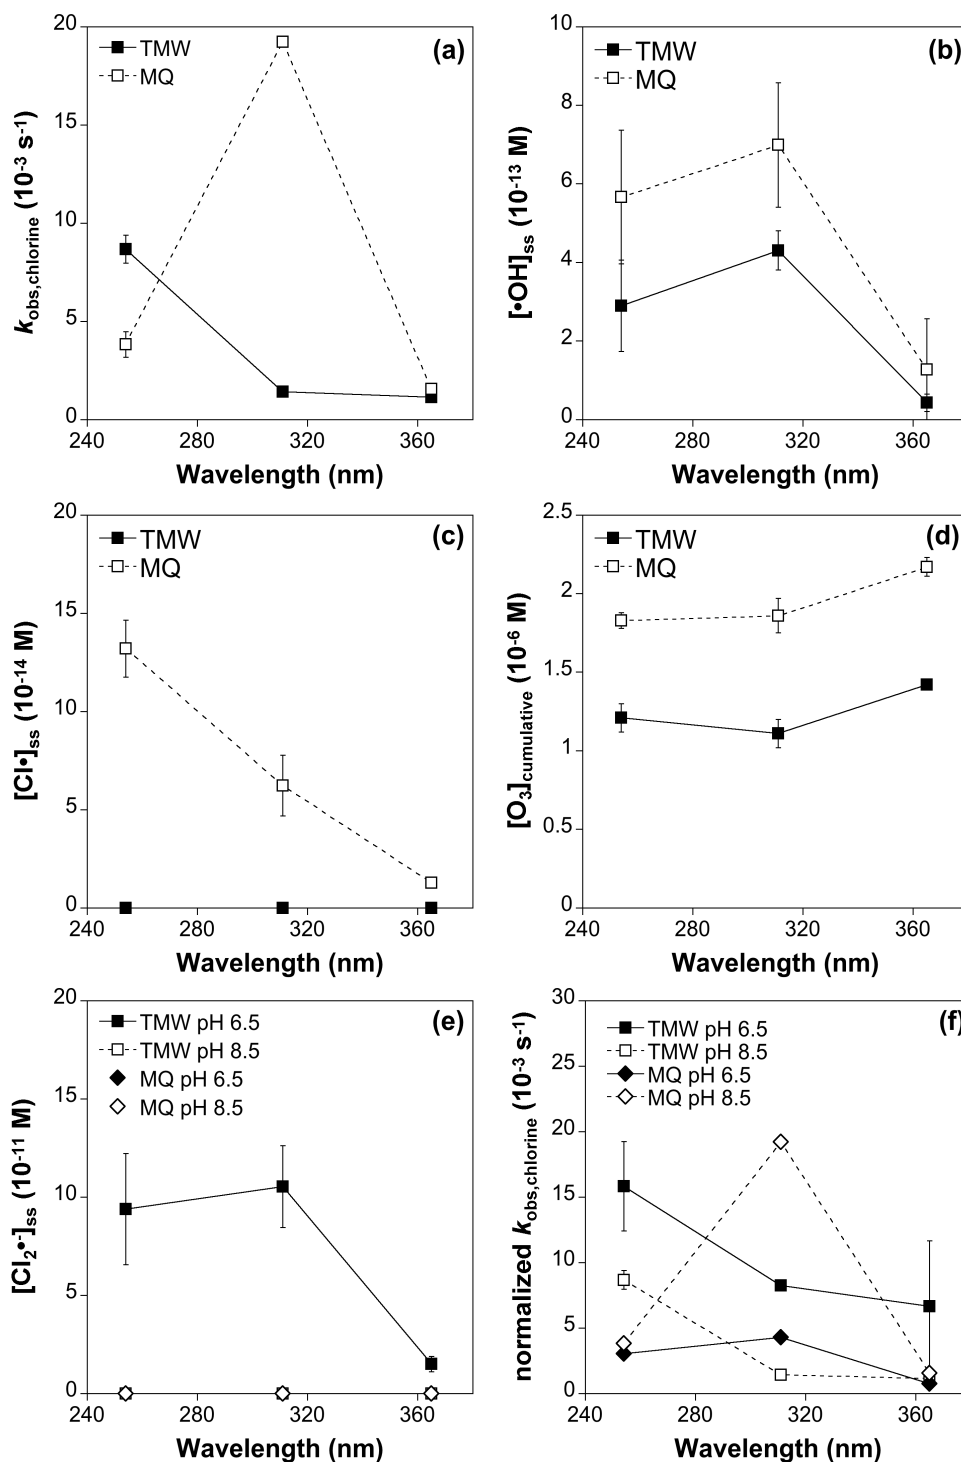 (a)
TMW
MQ
20
15
10
5
0
240
280
320
360
k_obs,chlorine (10⁻³ s⁻¹)
Wavelength (nm)
(b)
TMW
MQ
10
8
6
4
2
0
240
280
320
360
[•OH]ss (10⁻¹³ M)
Wavelength (nm)
(c)
TMW
MQ
20
15
10
5
0
240
280
320
360
[Cl•]ss (10⁻¹⁴ M)
Wavelength (nm)
(d)
TMW
MQ
2.5
2
1.5
1
0.5
0
240
280
320
360
[O₃]cumulative (10⁻⁶ M)
Wavelength (nm)
(e)
TMW pH 6.5
TMW pH 8.5
MQ pH 6.5
MQ pH 8.5
20
15
10
5
0
240
280
320
360
[Cl₂•⁻]ss (10⁻¹¹ M)
Wavelength (nm)
(f)
TMW pH 6.5
TMW pH 8.5
MQ pH 6.5
MQ pH 8.5
30
25
20
15
10
5
0
240
280
320
360
normalized k_obs,chlorine (10⁻³ s⁻¹)
Wavelength (nm)